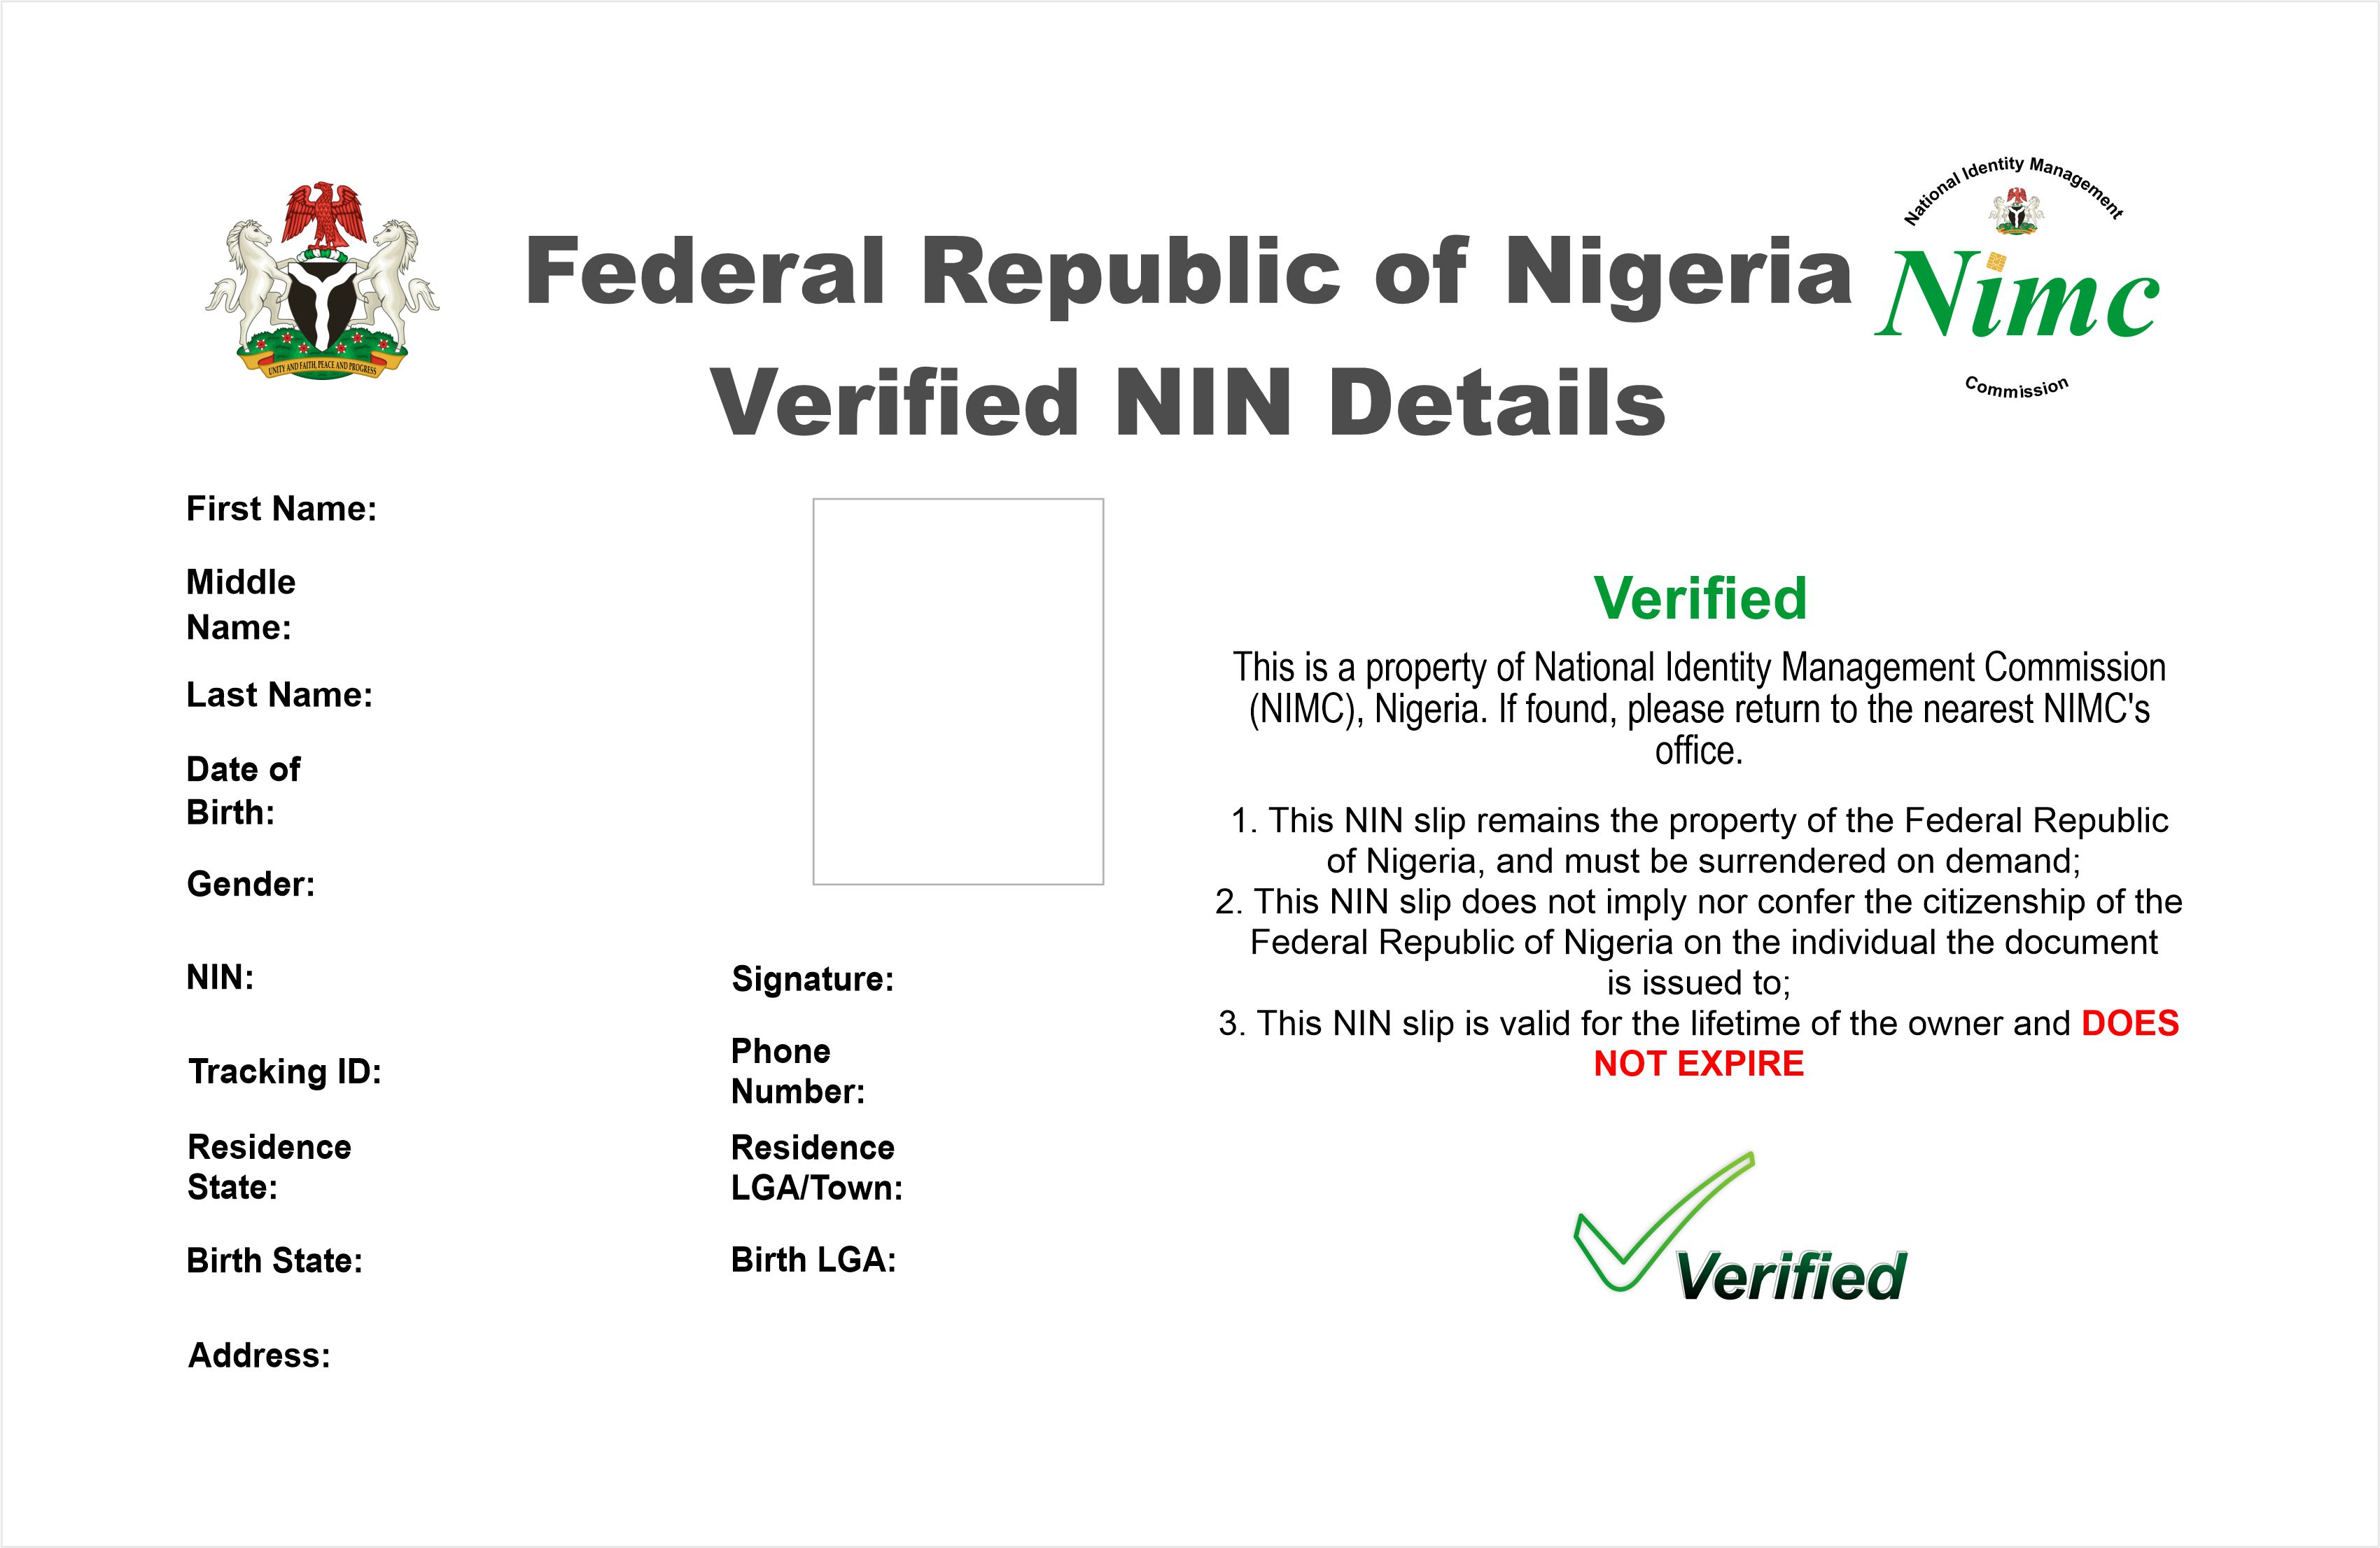 National Identity Management
UNITY AND FAITH, PEACE AND PROGRESS
Federal Republic of Nigeria
Nimc
Verified NIN Details
Commission
First Name:
Middle
Name:
Last Name:
Date of
Birth:
Gender:
NIN:
Tracking ID:
Residence
State:
Birth State:
Address:
Signature:
Phone
Number:
Residence
LGA/Town:
Birth LGA:
Verified
This is a property of National Identity Management Commission
(NIMC), Nigeria. If found, please return to the nearest NIMC's
office.
1. This NIN slip remains the property of the Federal Republic
of Nigeria, and must be surrendered on demand;
2. This NIN slip does not imply nor confer the citizenship of the
Federal Republic of Nigeria on the individual the document
is issued to;
3. This NIN slip is valid for the lifetime of the owner and DOES
NOT EXPIRE
Verified